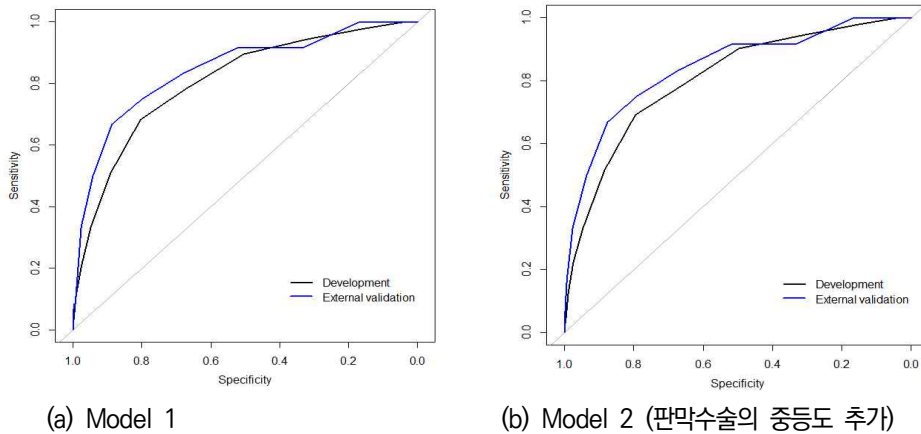 1.0
0.8
0.6
0.4
0.2
0.0
Sensitivity
Development
External validation
1.0 0.8 0.6 0.4 0.2 0.0
Specificity
(a) Model 1
1.0
0.8
0.6
0.4
0.2
0.0
Sensitivity
Development
External validation
1.0 0.8 0.6 0.4 0.2 0.0
Specificity
(b) Model 2 (판막수술의 중등도 추가)